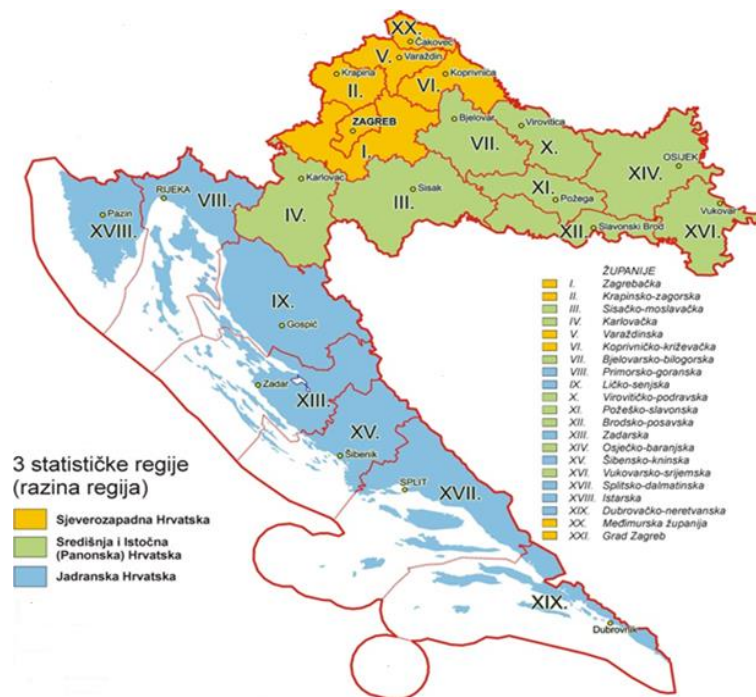 XX.
Čakovec
V.
Varaždin
Krapina
II.
VI.
Koprivnica
ZAGREB
I.
Bjelovar
VII.
Virovitica
X.
OSIJEK
XIV.
Karlovac
IV.
Sisak
III.
XI.
Požega
Vukovar
XVI.
XII.
Slavonski Brod
RIJEKA
VIII.
Pazin
XVIII.
IX.
Gospić
Zadar
XIII.
XV.
Šibenik
SPLIT
XVII.
XIX.
Dubrovnik
ŽUPANIJE
I. Zagrebačka
II. Krapinsko-zagorska
III. Sisačko-moslavačka
IV. Karlovačka
V. Varaždinska
VI. Koprivničko-križevačka
VII. Bjelovarsko-bilogorska
VIII. Primorsko-goranska
IX. Ličko-senjska
X. Virovitičko-podravska
XI. Požeško-slavonska
XII. Brodsko-posavska
XIII. Zadarska
XIV. Osječko-baranjska
XV. Šibensko-kninska
XVI. Vukovarsko-srijemska
XVII. Splitsko-dalmatinska
XVIII. Istarska
XIX. Dubrovačko-neretvanska
XX. Međimurska županija
XXI. Grad Zagreb
3 statističke regije
(razina regija)
Sjeverozapadna Hrvatska
Središnja i Istočna
(Panonska) Hrvatska
Jadranska Hrvatska